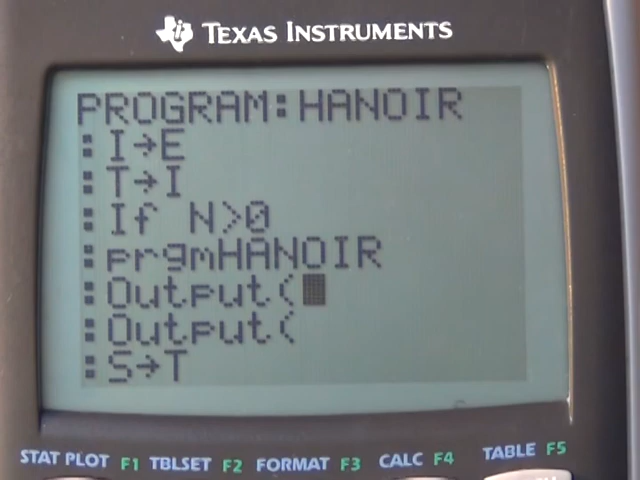 TEXAS INSTRUMENTS
PROGRAM:HANOIR
:I→E
:T→I
:If N>0
:prgmHANOIR
:Output(
:Output(
:S→T
STAT PLOT F1 TBLSET F2 FORMAT F3 CALC F4 TABLE F5